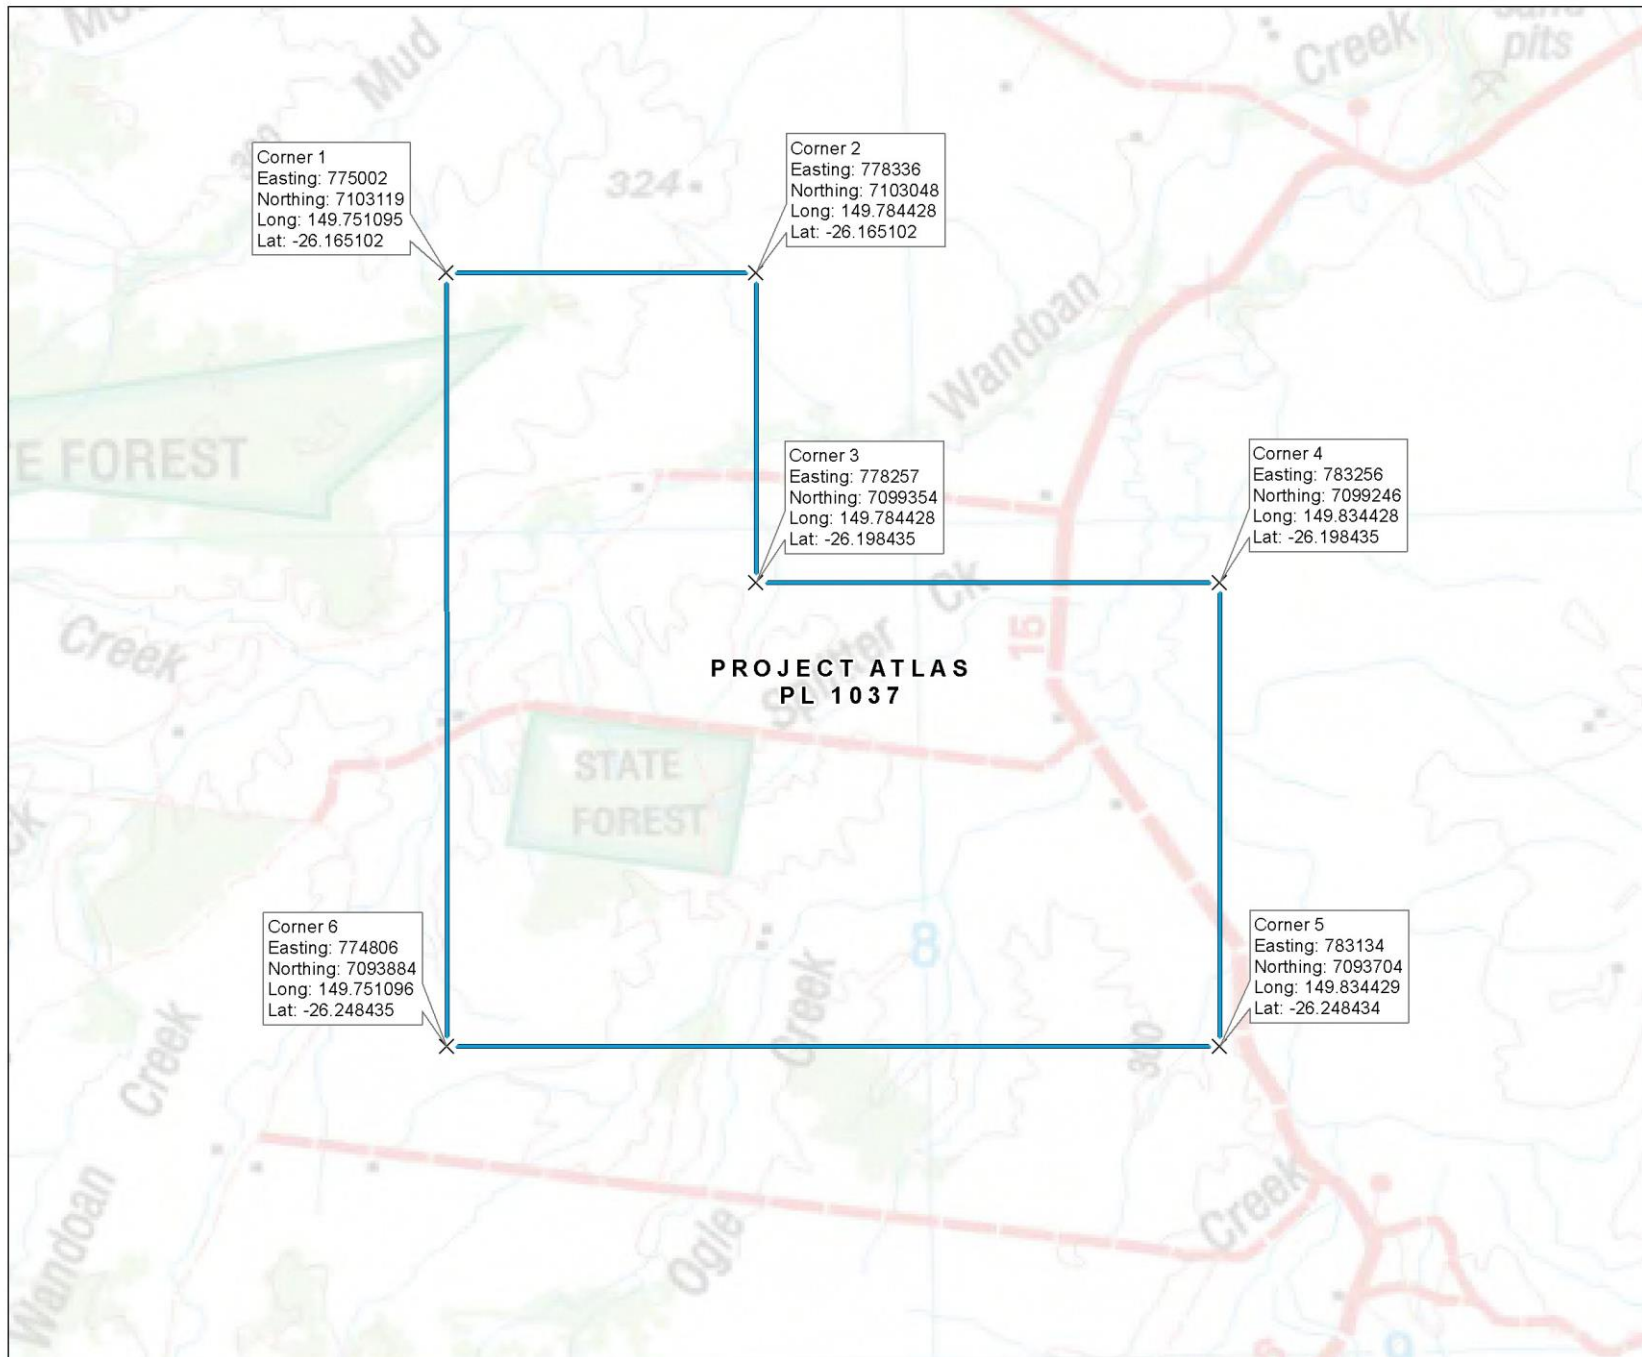 Mud
Creek
sand
pits
300
324
Corner 1
Easting: 775002
Northing: 7103119
Long: 149.751095
Lat: -26.165102
Corner 2
Easting: 778336
Northing: 7103048
Long: 149.784428
Lat: -26.165102
Wandoan
E FOREST
Corner 3
Easting: 778257
Northing: 7099354
Long: 149.784428
Lat: -26.198435
Corner 4
Easting: 783256
Northing: 7099246
Long: 149.834428
Lat: -26.198435
Creek
Splitter Ck
15
PROJECT ATLAS
PL 1037
STATE
FOREST
Corner 6
Easting: 774806
Northing: 7093884
Long: 149.751096
Lat: -26.248435
8
Corner 5
Easting: 783134
Northing: 7093704
Long: 149.834429
Lat: -26.248434
Creek
300
Wandoan Creek
Ogle
Creek
9